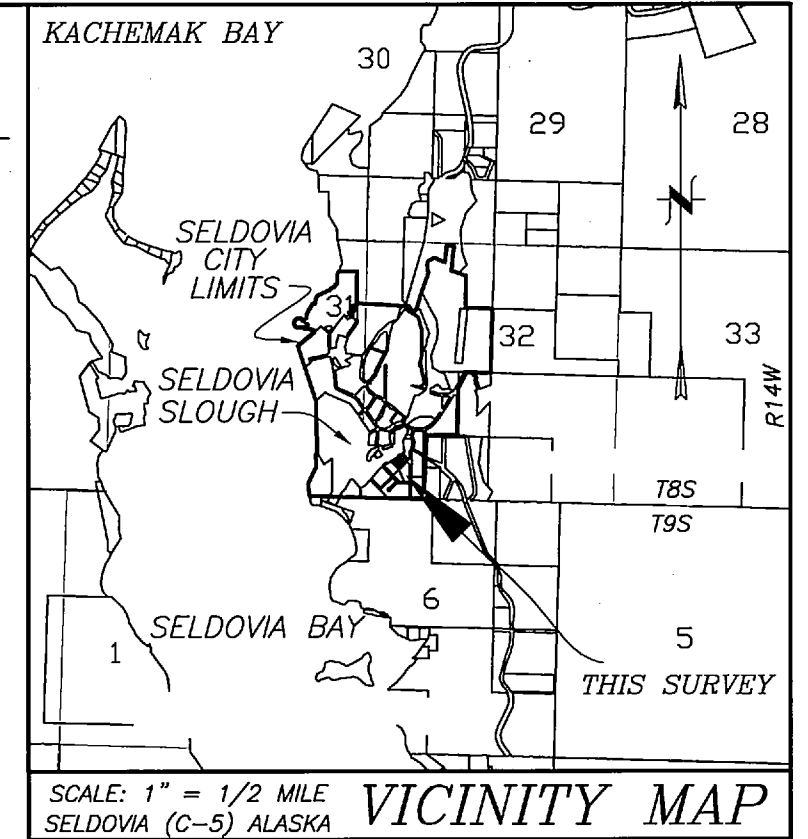 KACHEMAK BAY
30
29
28
N
SELDOVIA
CITY
LIMITS
31
32
33
SELDOVIA
SLOUGH
R14W
T8S
T9S
6
SELDOVIA BAY
5
1
THIS SURVEY
SCALE: 1" = 1/2 MILE
SELDOVIA (C-5) ALASKA
VICINITY MAP